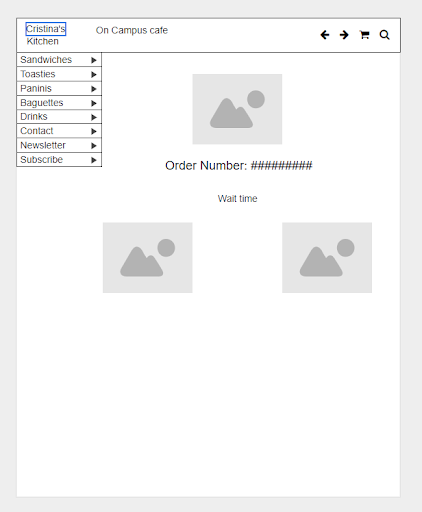 Cristina's
Kitchen
On Campus cafe
Sandwiches
Toasties
Paninis
Baguettes
Drinks
Contact
Newsletter
Subscribe
Order Number: #########
Wait time